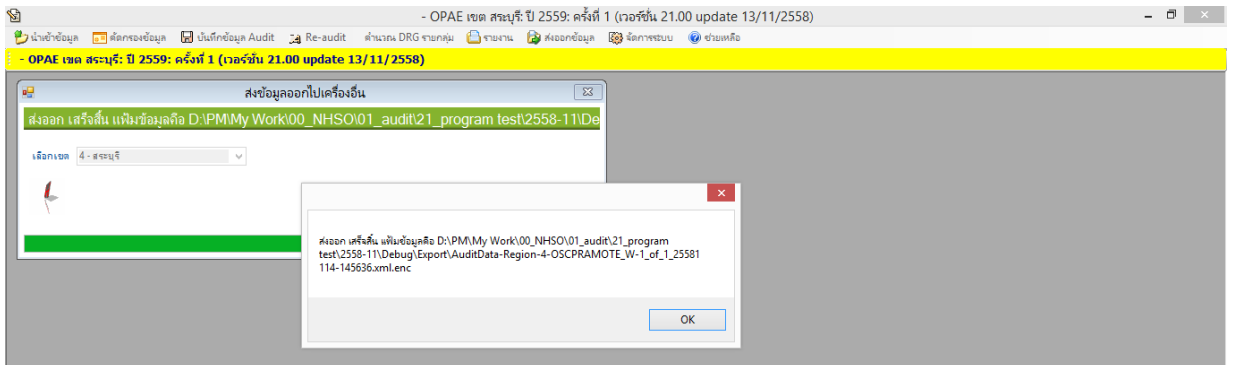 - OPAE เขต สระบุรี: ปี 2559: ครั้งที่ 1 (เวอร์ชั่น 21.00 update 13/11/2558)
นำเข้าข้อมูล คัดกรองข้อมูล บันทึกข้อมูล Audit Re-audit คำนวณ DRG รายกลุ่ม รายงาน ส่งออกข้อมูล จัดการระบบ ช่วยเหลือ
- OPAE เขต สระบุรี: ปี 2559: ครั้งที่ 1 (เวอร์ชั่น 21.00 update 13/11/2558)
ส่งข้อมูลออกไปเครื่องอื่น
ส่งออก เสร็จสิ้น แฟ้มข้อมูลคือ D:\PM\My Work\00_NHSO\01_audit\21_program test\2558-11\De
เลือกเขต 4 - สระบุรี
ส่งออก เสร็จสิ้น แฟ้มข้อมูลคือ D:\PM\My Work\00_NHSO\01_audit\21_program
test\2558-11\Debug\Export\AuditData-Region-4-OSCPRAMOTE_W-1_of_1_25581
114-145636.xml.enc
OK